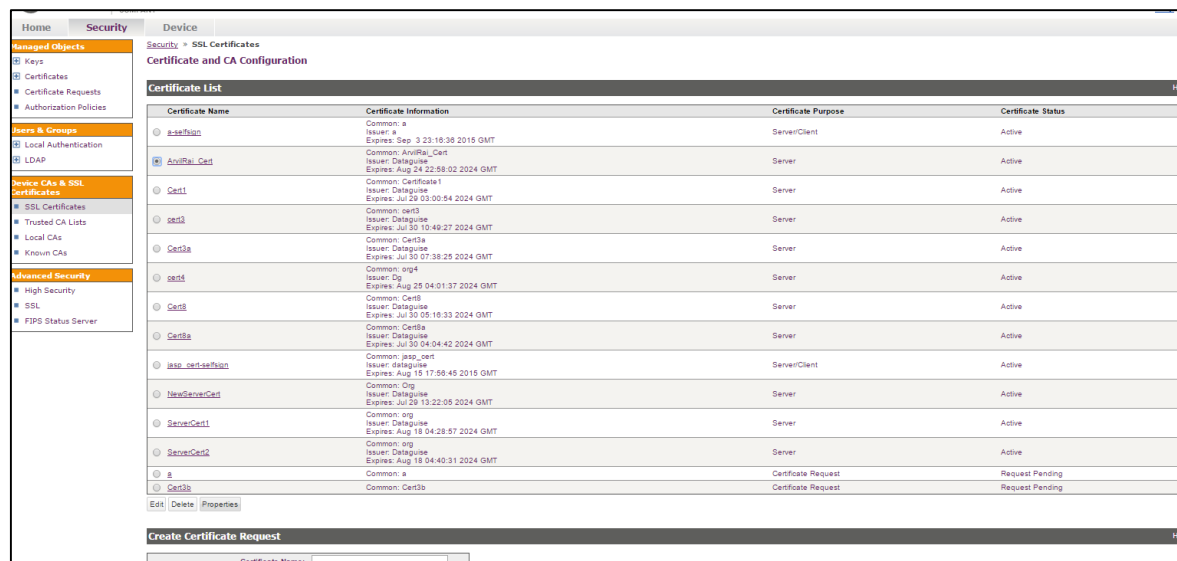 Home Security Device
Managed Objects
Keys
Certificates
Certificate Requests
Authorization Policies
Users & Groups
Local Authentication
LDAP
Device CAs & SSL
Certificates
SSL Certificates
Trusted CA Lists
Local CAs
Known CAs
Advanced Security
High Security
SSL
FIPS Status Server
Security » SSL Certificates
Certificate and CA Configuration
Certificate List
Certificate Name Certificate Information Certificate Purpose Certificate Status
Common: a
a-selfsign Issuer: a Server/Client Active
Expires: Sep 3 23:16:36 2015 GMT
Common: ArvilRai_Cert
ArvilRai_Cert Issuer: Dataguise Server Active
Expires: Aug 24 22:58:02 2024 GMT
Common: Certificate1
Cert1 Issuer: Dataguise Server Active
Expires: Jul 29 03:00:54 2024 GMT
Common: cert3
cert3 Issuer: Dataguise Server Active
Expires: Jul 30 10:49:27 2024 GMT
Common: Cert3a
Cert3a Issuer: Dataguise Server Active
Expires: Jul 30 07:38:25 2024 GMT
Common: org4
cert4 Issuer: Dg Server Active
Expires: Aug 25 04:01:37 2024 GMT
Common: Cert8
Cert8 Issuer: Dataguise Server Active
Expires: Jul 30 05:16:33 2024 GMT
Common: Cert8a
Cert8a Issuer: Dataguise Server Active
Expires: Jul 30 04:04:42 2024 GMT
Common: jasp_cert
jasp_cert-selfsign Issuer: dataguise Server/Client Active
Expires: Aug 15 17:56:45 2015 GMT
Common: Org
NewServerCert Issuer: Dataguise Server Active
Expires: Jul 29 13:22:05 2024 GMT
Common: org
ServerCert1 Issuer: Dataguise Server Active
Expires: Aug 18 04:28:57 2024 GMT
Common: org
ServerCert2 Issuer: Dataguise Server Active
Expires: Aug 18 04:40:31 2024 GMT
a Common: a Certificate Request Request Pending
Cert3b Common: Cert3b Certificate Request Request Pending
Edit Delete Properties
Create Certificate Request
Certificate Name: